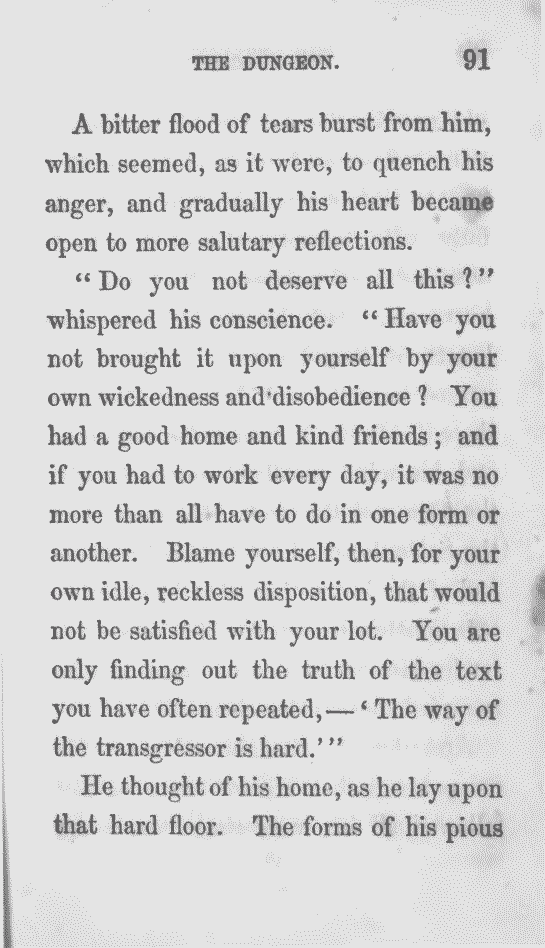 THE DUNGEON. 91
A bitter flood of tears burst from him,
which seemed, as it were, to quench his
anger, and gradually his heart became
open to more salutary reflections.
“Do you not deserve all this?”
whispered his conscience. “Have you
not brought it upon yourself by your
own wickedness and disobedience? You
had a good home and kind friends; and
if you had to work every day, it was no
more than all have to do in one form or
another. Blame yourself, then, for your
own idle, reckless disposition, that would
not be satisfied with your lot. You are
only finding out the truth of the text
you have often repeated,—‘The way of
the transgressor is hard.’”
He thought of his home, as he lay upon
that hard floor. The forms of his pious